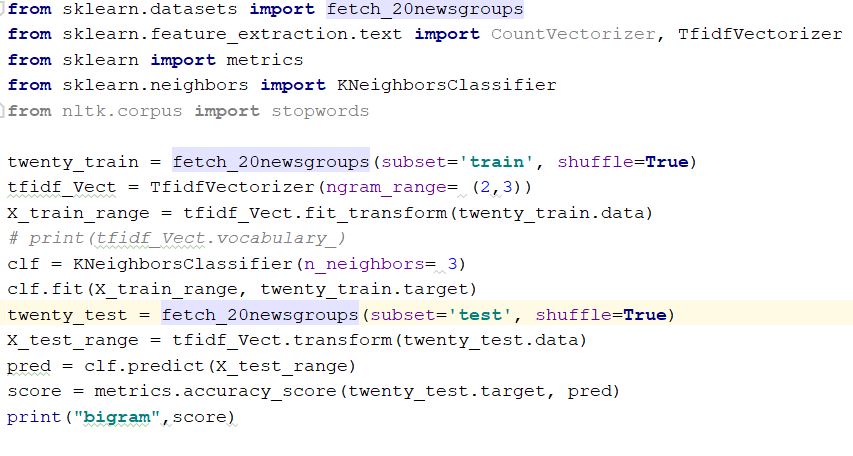 from sklearn.datasets import fetch_20newsgroups
from sklearn.feature_extraction.text import CountVectorizer, TfidfVectorizer
from sklearn import metrics
from sklearn.neighbors import KNeighborsClassifier
from nltk.corpus import stopwords
twenty_train = fetch_20newsgroups(subset='train', shuffle=True)
tfidf_Vect = TfidfVectorizer(ngram_range= (2,3))
X_train_range = tfidf_Vect.fit_transform(twenty_train.data)
# print(tfidf_Vect.vocabulary_)
clf = KNeighborsClassifier(n_neighbors= 3)
clf.fit(X_train_range, twenty_train.target)
twenty_test = fetch_20newsgroups(subset='test', shuffle=True)
X_test_range = tfidf_Vect.transform(twenty_test.data)
pred = clf.predict(X_test_range)
score = metrics.accuracy_score(twenty_test.target, pred)
print("bigram",score)